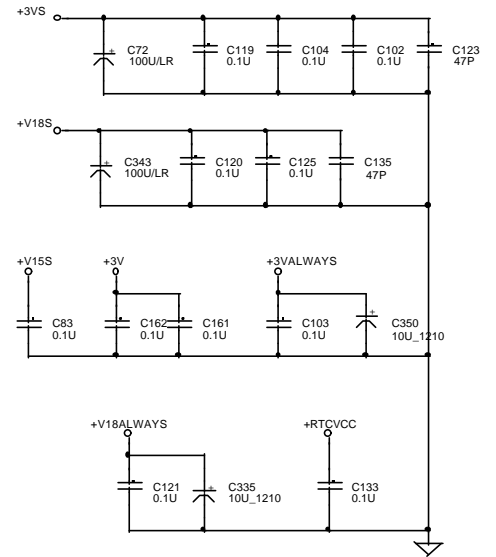 +3VS
C72
100U/LR
C119
0.1U
C104
0.1U
C102
0.1U
C123
47P
+V18S
C343
100U/LR
C120
0.1U
C125
0.1U
C135
47P
+V15S
+3V
+3VALWAYS
C83
0.1U
C162
0.1U
C161
0.1U
C103
0.1U
C350
10U_1210
+V18ALWAYS
+RTCVCC
C121
0.1U
C335
10U_1210
C133
0.1U